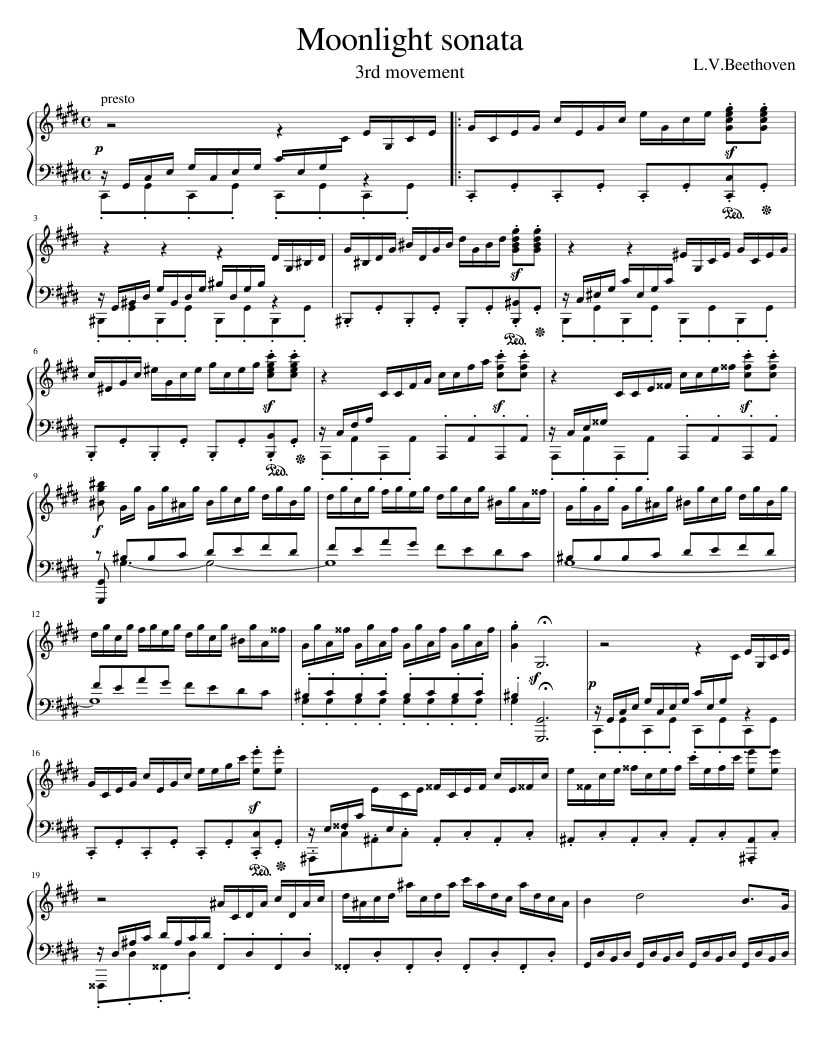 Moonlight sonata
3rd movement
L.V.Beethoven
presto
p
sf
Ped.
3
sf
Ped.
6
sf
sf
sf
Ped.
9
f
12
sf
p
16
sf
Ped.
19